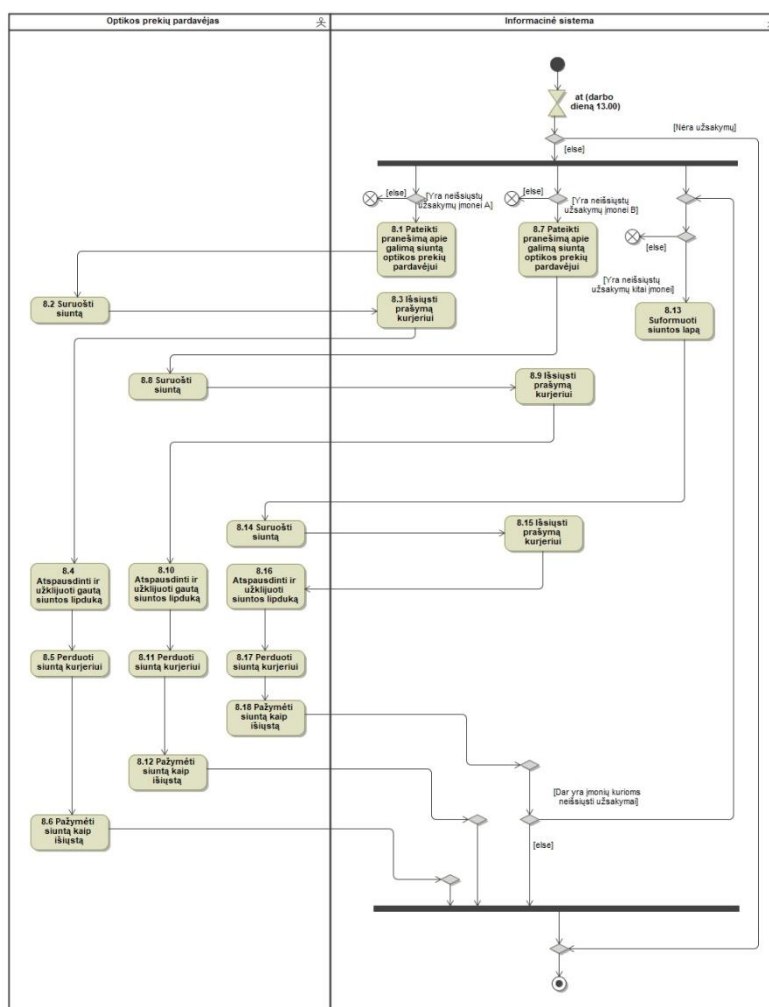 Optikos prekių pardavėjas
Informacinė sistema
at (darbo
dieną 13.00)
[Nėra užsakymų]
[else]
[else]
[Yra neišsiųstų
užsakymų įmonei A]
[else]
[Yra neišsiųstų
užsakymų įmonei B]
8.1 Pateikti
pranešimą apie
galimą siuntą
optikos prekių
pardavėjui
8.7 Pateikti
pranešimą apie
galimą siuntą
optikos prekių
pardavėjui
[else]
[Yra neišsiųstų
užsakymų kitai įmonei]
8.2 Suruošti
siuntą
8.3 Išsiųsti
prašymą
kurjeriui
8.13
Suformuoti
siuntos lapą
8.8 Suruošti
siuntą
8.9 Išsiųsti
prašymą
kurjeriui
8.14 Suruošti
siuntą
8.15 Išsiųsti
prašymą
kurjeriui
8.4
Atspausdinti ir
užklijuoti gautą
siuntos lipduką
8.10
Atspausdinti ir
užklijuoti gautą
siuntos lipduką
8.16
Atspausdinti ir
užklijuoti
siuntos lipduką
8.5 Perduoti
siuntą kurjeriui
8.11 Perduoti
siuntą kurjeriui
8.17 Perduoti
siuntą kurjeriui
8.18 Pažymėti
siuntą kaip
išiųstą
8.12 Pažymėti
siuntą kaip
išiųstą
[Dar yra įmonių kurioms
neišsiųsti užsakymai]
8.6 Pažymėti
siuntą kaip
išiųstą
[else]